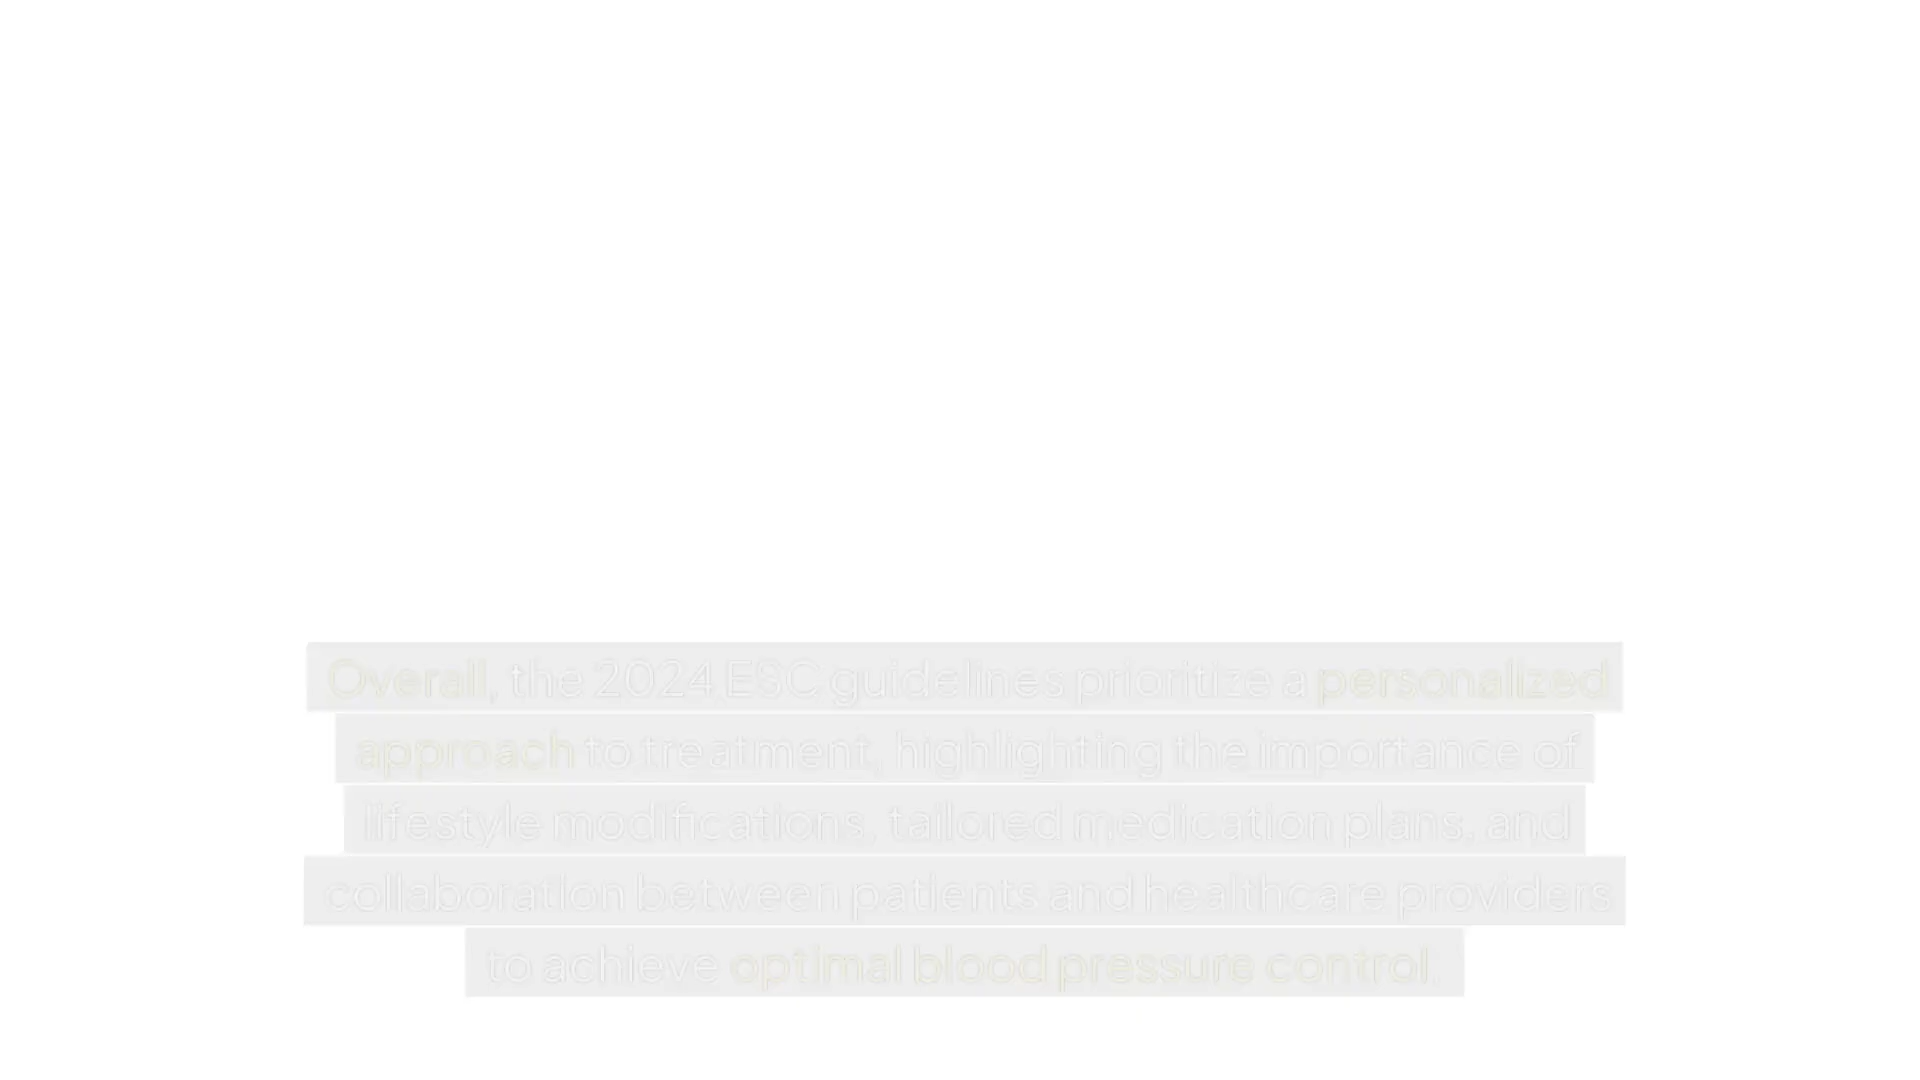 Overall, the 2024 ESC guidelines prioritize a personalized
approach to treatment, highlighting the importance of
lifestyle modifications, tailored medication plans, and
collaboration between patients and healthcare providers
to achieve optimal blood pressure control.